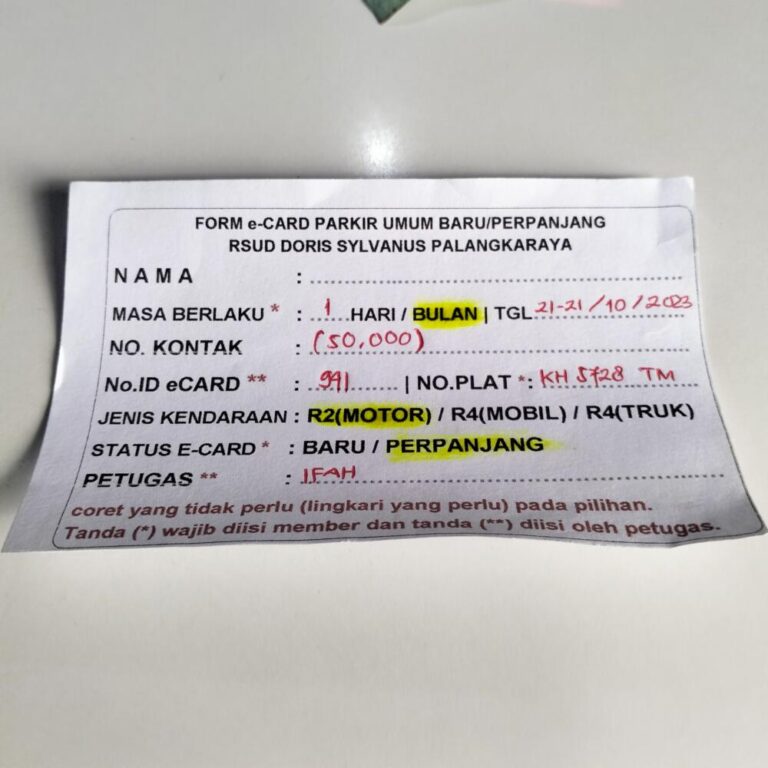 FORM e-CARD PARKIR UMUM BARU/PERPANJANG
RSUD DORIS SYLVANUS PALANGKARAYA
NAMA :
MASA BERLAKU * : 1 HARI / BULAN | TGL 21-21/10/2023
NO. KONTAK : (50,000)
No.ID eCARD ** : 991 | NO.PLAT *: KH 5728 TM
JENIS KENDARAAN : R2(MOTOR) / R4(MOBIL) / R4(TRUK)
STATUS E-CARD * : BARU / PERPANJANG
PETUGAS ** : IFAH
coret yang tidak perlu (lingkari yang perlu) pada pilihan.
Tanda (*) wajib diisi member dan tanda (**) diisi oleh petugas.